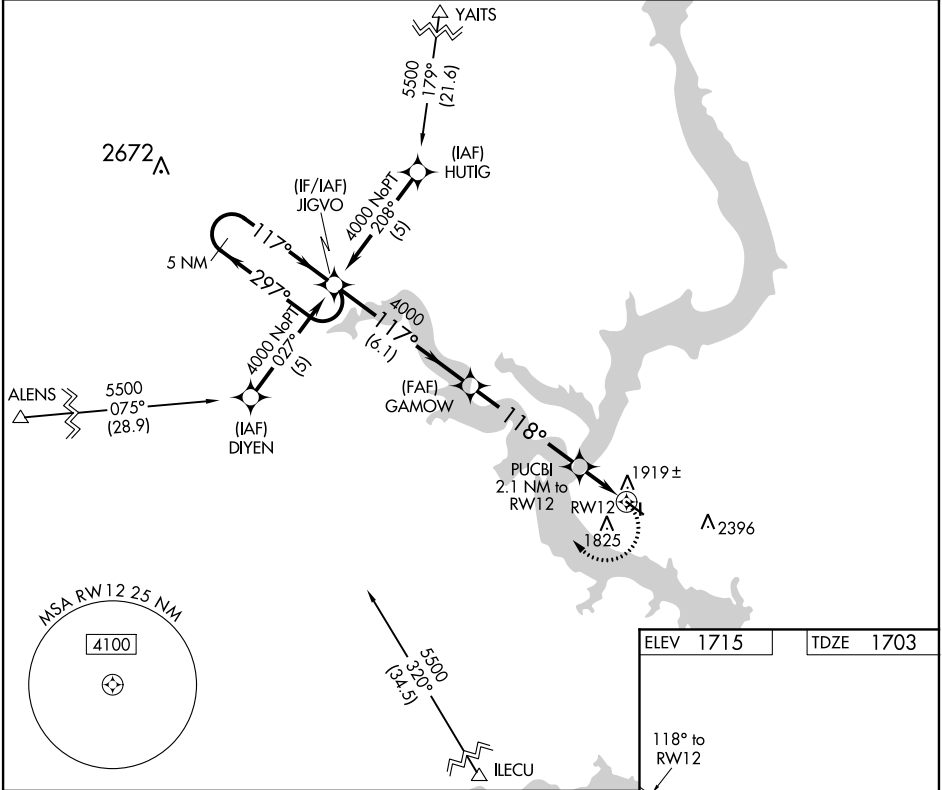 YAITS
5500
179°
(21.6)
2672
(IAF)
HUTIG
(IF/IAF)
JIGVO
4000 NoPT
208°
(5)
117°
5 NM
297°
4000
117°
(6.1)
4000 NoPT
027°
(5)
ALENS
5500
075°
(28.9)
(IAF)
DIYEN
(FAF)
GAMOW
118°
PUCBI
2.1 NM to
RW12
1919±
RW12
1825
2396
MSA RW12 25 NM
4100
5500
320°
(34.5)
ILECU
ELEV 1715
TDZE 1703
118° to
RW12